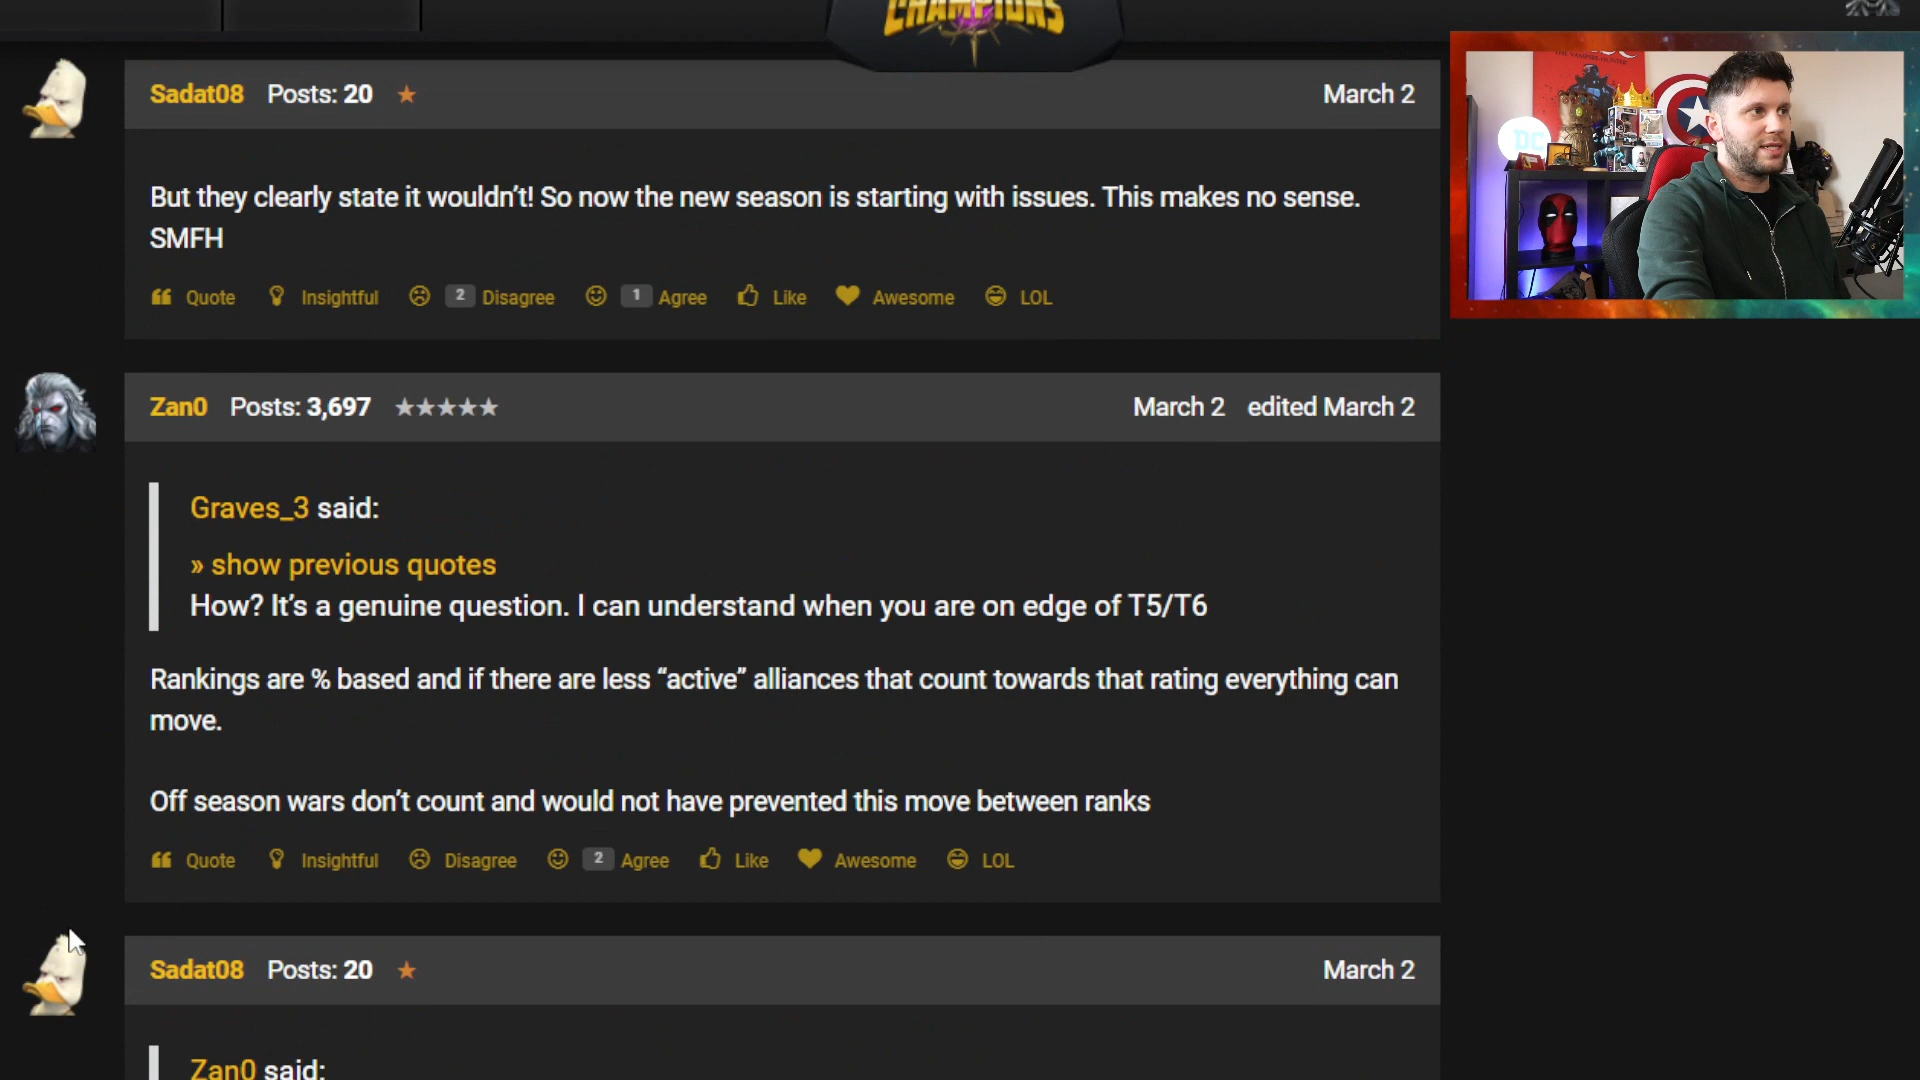 CHAMPIONS
Sadat08 Posts: 20 March 2
But they clearly state it wouldn't! So now the new season is starting with issues. This makes no sense.
SMFH
Quote Insightful 2 Disagree 1 Agree Like Awesome LOL
Zan0 Posts: 3,697 March 2 edited March 2
Graves_3 said:
» show previous quotes
How? It's a genuine question. I can understand when you are on edge of T5/T6
Rankings are % based and if there are less “active” alliances that count towards that rating everything can
move.
Off season wars don't count and would not have prevented this move between ranks
Quote Insightful Disagree 2 Agree Like Awesome LOL
Sadat08 Posts: 20 March 2
Zan0 said:
DC